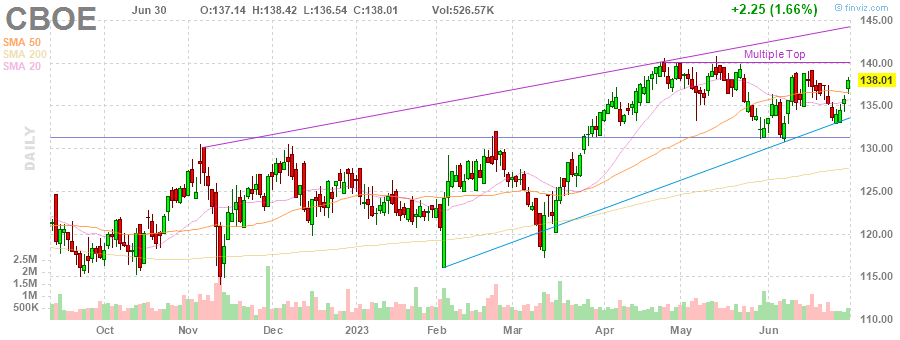 CBOE
Jun 30 O:137.14 H:138.42 L:136.54 C:138.01 Vol:526.57K +2.25 (1.66%)
finviz.com
SMA 50
SMA 200
SMA 20
DAILY
Multiple Top
145.00
140.00
138.01
135.00
130.00
125.00
120.00
115.00
110.00
2.5M
2M
1.5M
1M
500K
Oct Nov Dec 2023 Feb Mar Apr May Jun